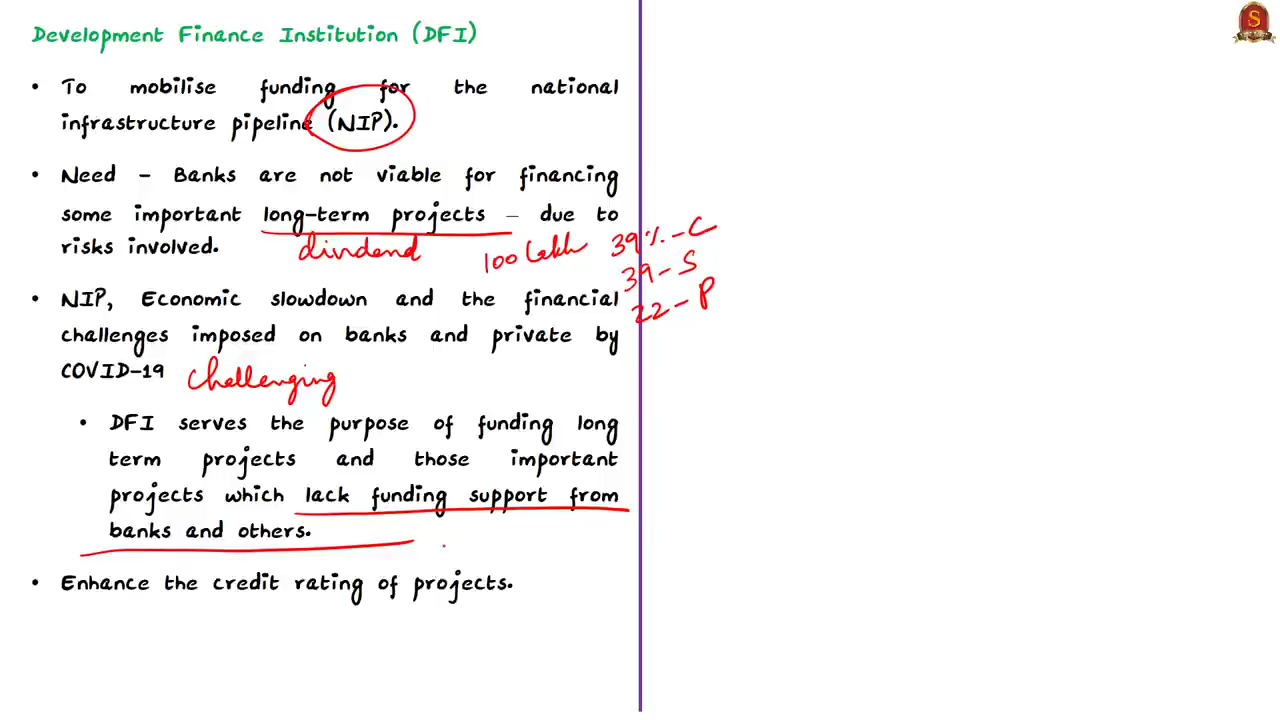 Development Finance Institution (DFI)
• To mobilise funding for the national
infrastructure pipeline (NIP).
• Need - Banks are not viable for financing
some important long-term projects – due to
risks involved.
dividend
100 lakh
39% - C
39 - S
22 - P
• NIP, Economic slowdown and the financial
challenges imposed on banks and private by
COVID-19
challenging
• DFI serves the purpose of funding long
term projects and those important
projects which lack funding support from
banks and others.
• Enhance the credit rating of projects.
S